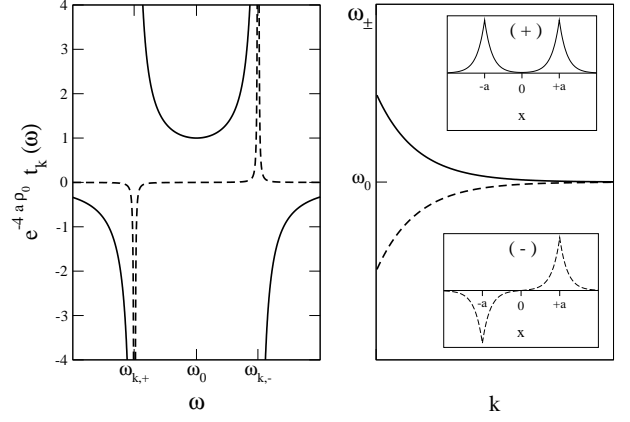 4
3
2
1
0
-1
-2
-3
-4
e^{-4 a ρ_0} t_k (ω)
ω_{k,+} ω_0 ω_{k,-}
ω
ω_±
ω_0
k
( + )
-a 0 +a
x
( - )
-a 0 +a
x